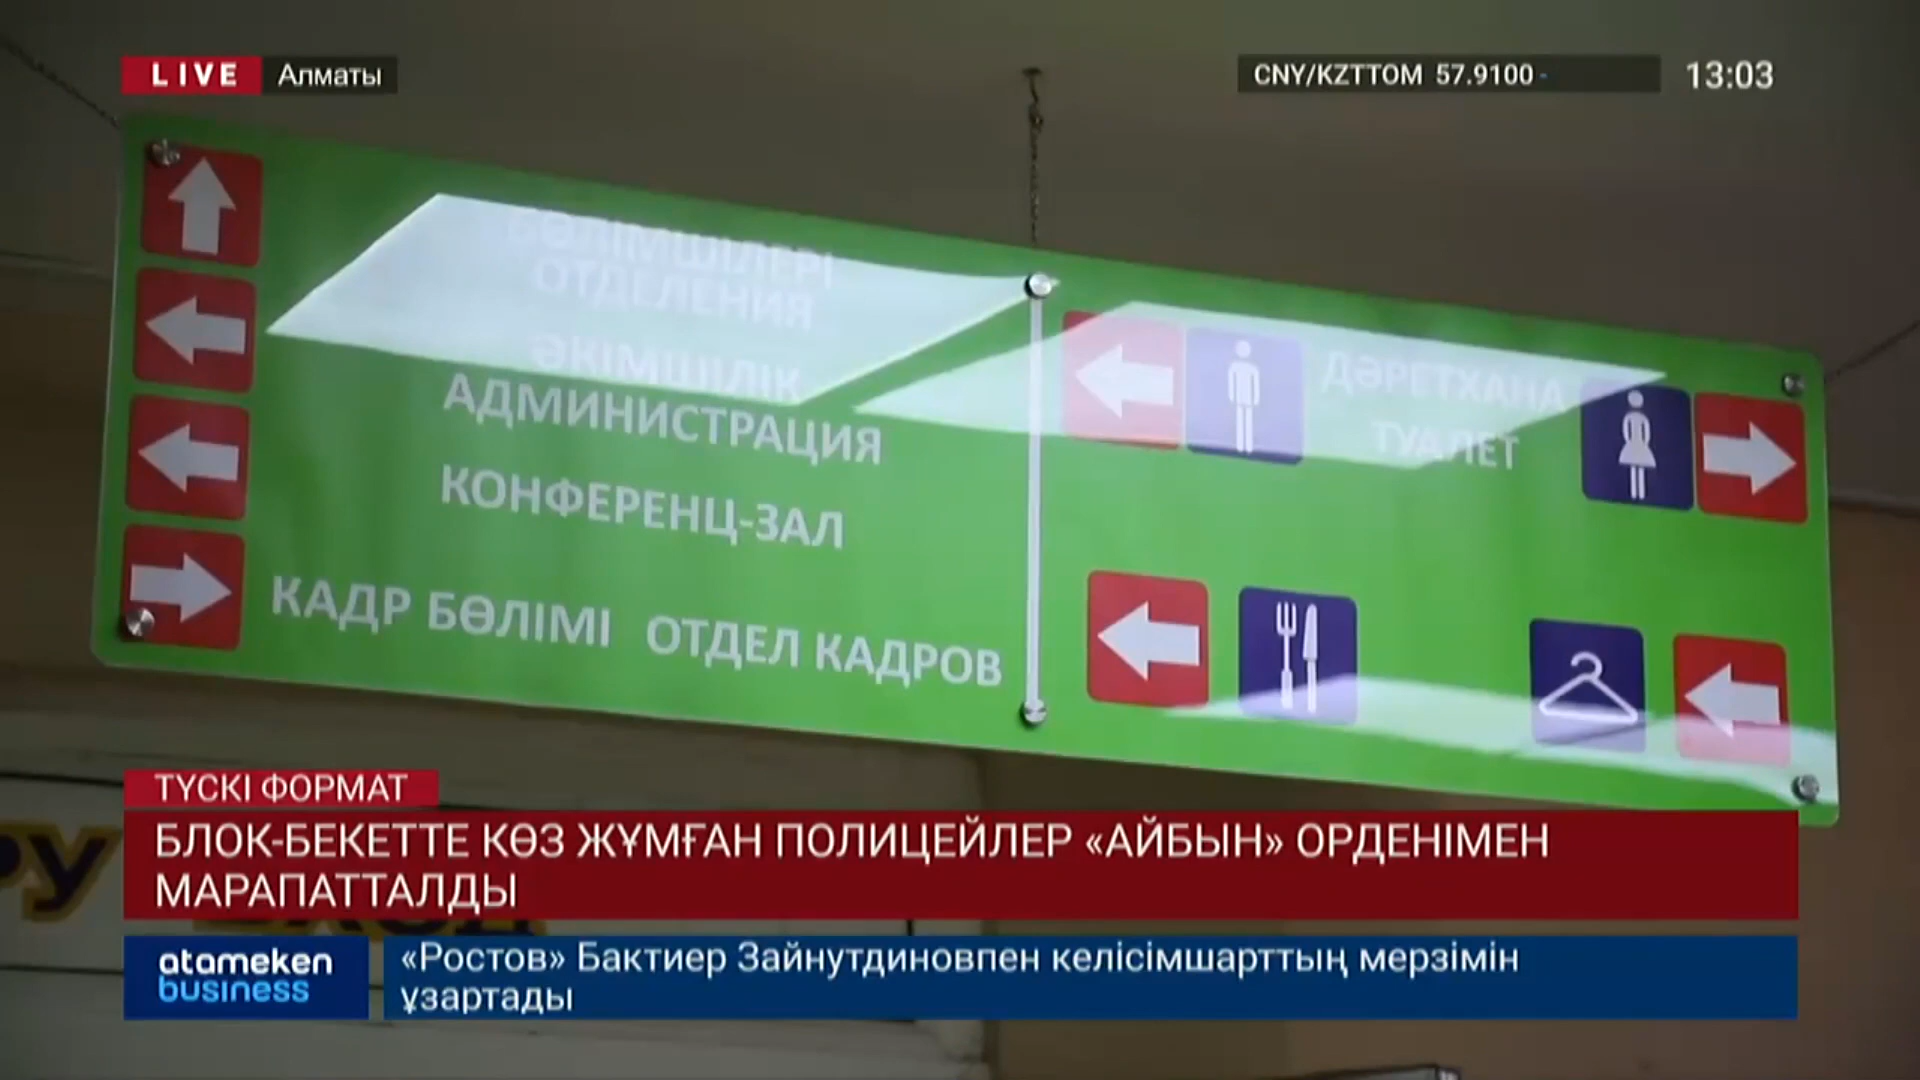 LIVE Алматы
CNY/KZTTOM 57.9100 -
13:03
БӨЛІМШІЛЕРІ
ОТДЕЛЕНИЯ
ӘКІМШІЛІК
АДМИНИСТРАЦИЯ
КОНФЕРЕНЦ-ЗАЛ
КАДР БӨЛІМІ ОТДЕЛ КАДРОВ
ДӘРЕТХАНА
ТУАЛЕТ
ТҮСКІ ФОРМАТ
БЛОК-БЕКЕТТЕ КӨЗ ЖҰМҒАН ПОЛИЦЕЙЛЕР «АЙБЫН» ОРДЕНІМЕН
МАРАПАТТАЛДЫ
atameken
business
«Ростов» Бактиер Зайнутдиновпен келісімшарттың мерзімін
ұзартады